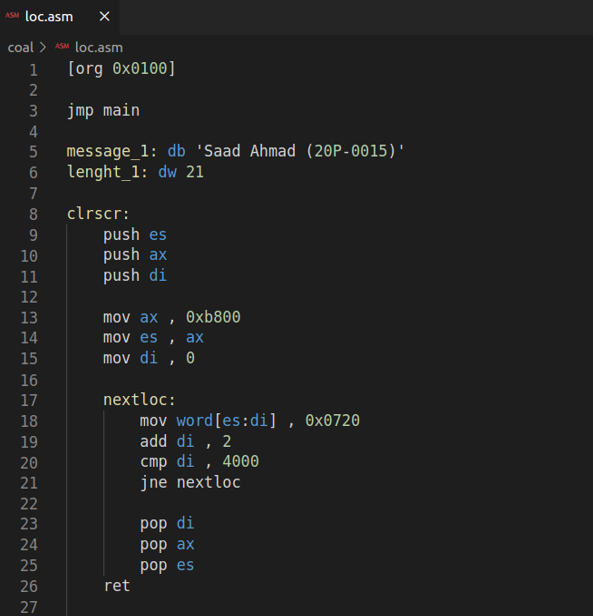 ASM loc.asm ×
coal > ASM loc.asm
1 [org 0x0100]
2
3 jmp main
4
5 message_1: db 'Saad Ahmad (20P-0015)'
6 lenght_1: dw 21
7
8 clrscr:
9 push es
10 push ax
11 push di
12
13 mov ax , 0xb800
14 mov es , ax
15 mov di , 0
16
17 nextloc:
18 mov word[es:di] , 0x0720
19 add di , 2
20 cmp di , 4000
21 jne nextloc
22
23 pop di
24 pop ax
25 pop es
26 ret
27